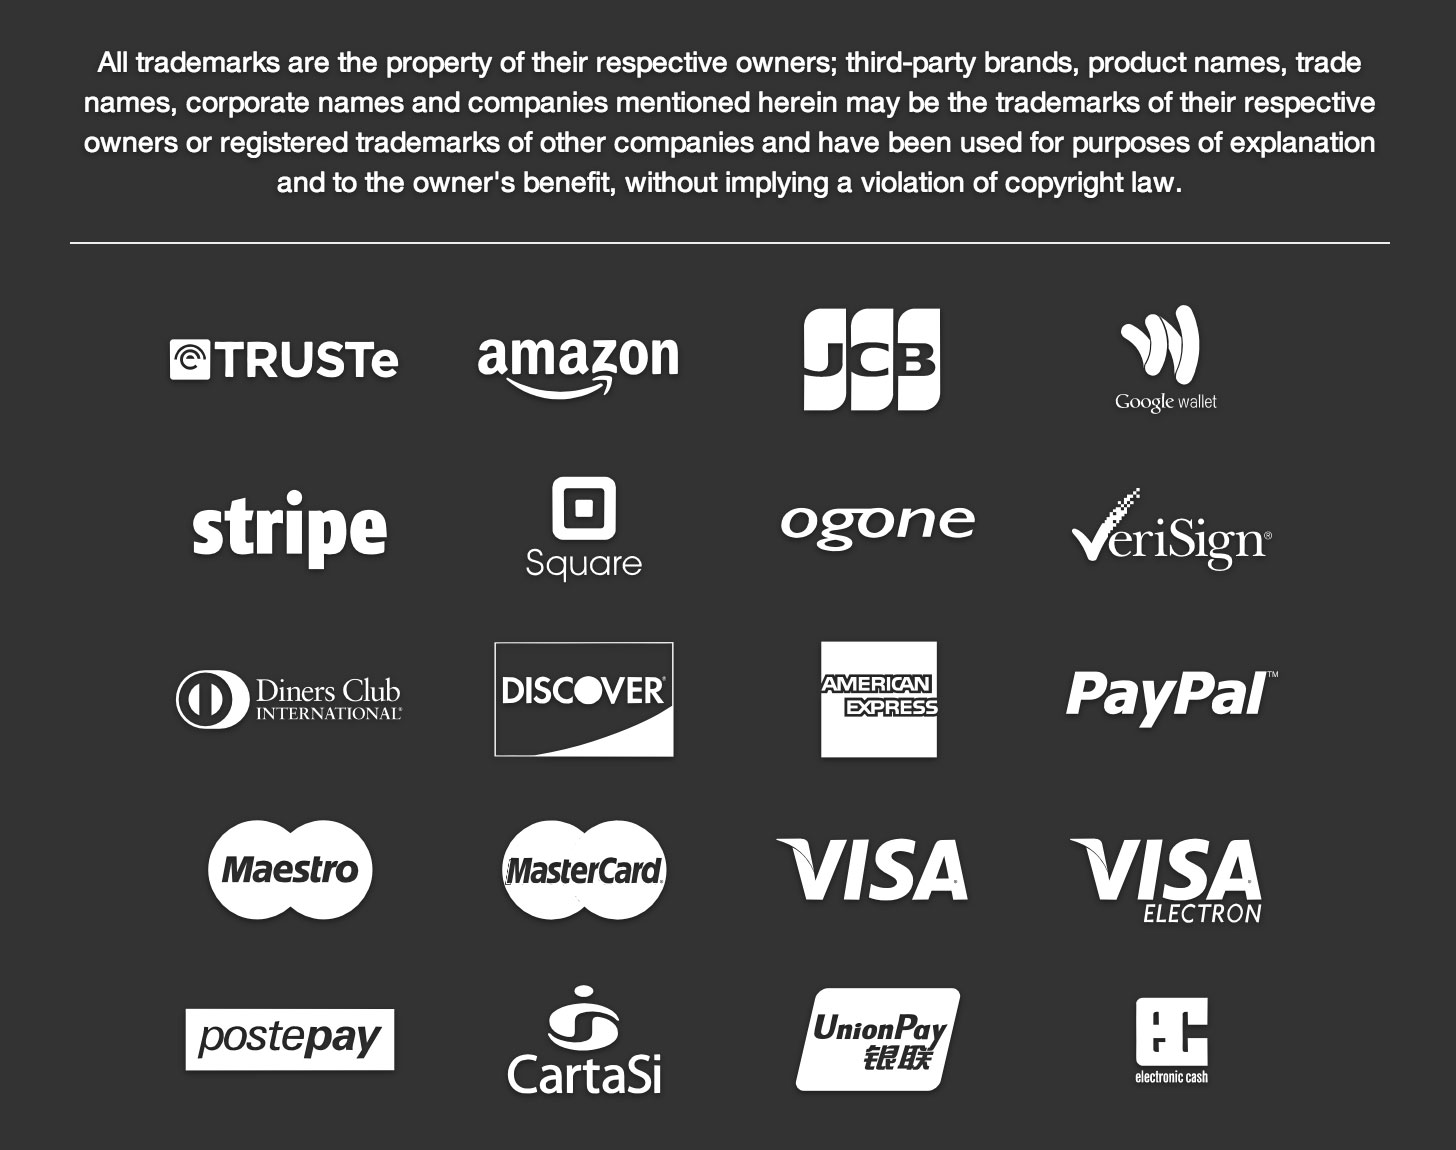 All trademarks are the property of their respective owners; third-party brands, product names, trade
names, corporate names and companies mentioned herein may be the trademarks of their respective
owners or registered trademarks of other companies and have been used for purposes of explanation
and to the owner's benefit, without implying a violation of copyright law.
TRUSTe
amazon
JCB
Google wallet
stripe
Square
ogone
VeriSign®
Diners Club
INTERNATIONAL®
DISCOVER®
AMERICAN
EXPRESS
PayPal™
Maestro
MasterCard
VISA
VISA
ELECTRON
postepay
CartaSi
UnionPay
银联
EC
electronic cash